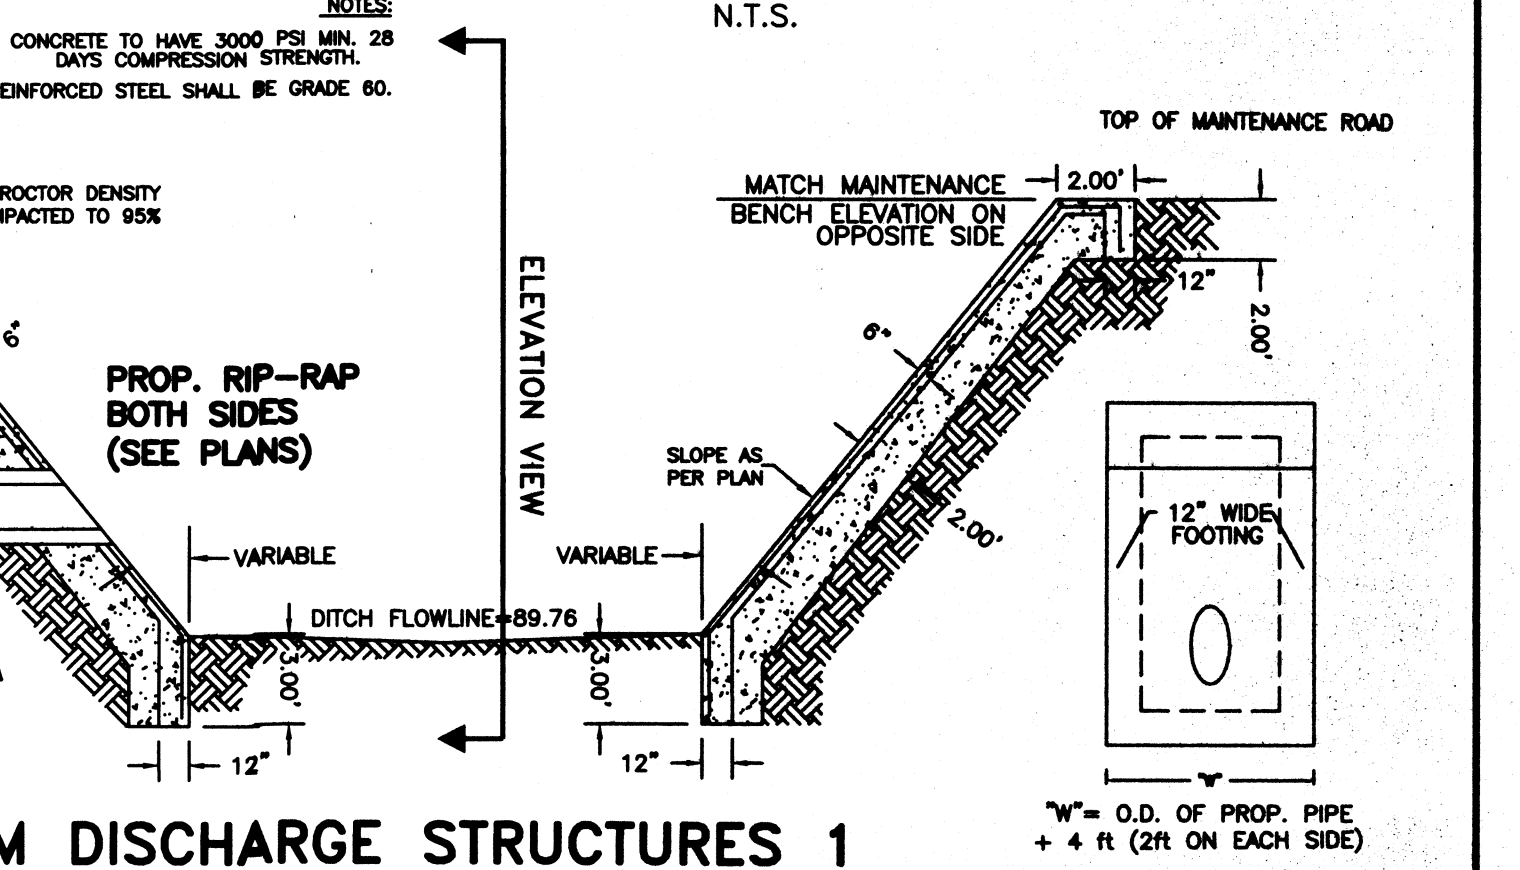 NOTES:
CONCRETE TO HAVE 3000 PSI MIN. 28
DAYS COMPRESSION STRENGTH.
EINFORCED STEEL SHALL BE GRADE 60.
N.T.S.
TOP OF MAINTENANCE ROAD
ROCTOR DENSITY
MPACTED TO 95%
MATCH MAINTENANCE
BENCH ELEVATION ON
OPPOSITE SIDE
2.00'
12"
2.00'
ELEVATION VIEW
6"
6"
PROP. RIP-RAP
BOTH SIDES
(SEE PLANS)
SLOPE AS
PER PLAN
2.00'
12" WIDE
FOOTING
VARIABLE
VARIABLE
DITCH FLOWLINE=89.76
3.00'
3.00'
12"
12"
"W"
"W"= O.D. OF PROP. PIPE
+ 4 ft (2ft ON EACH SIDE)
M DISCHARGE STRUCTURES 1